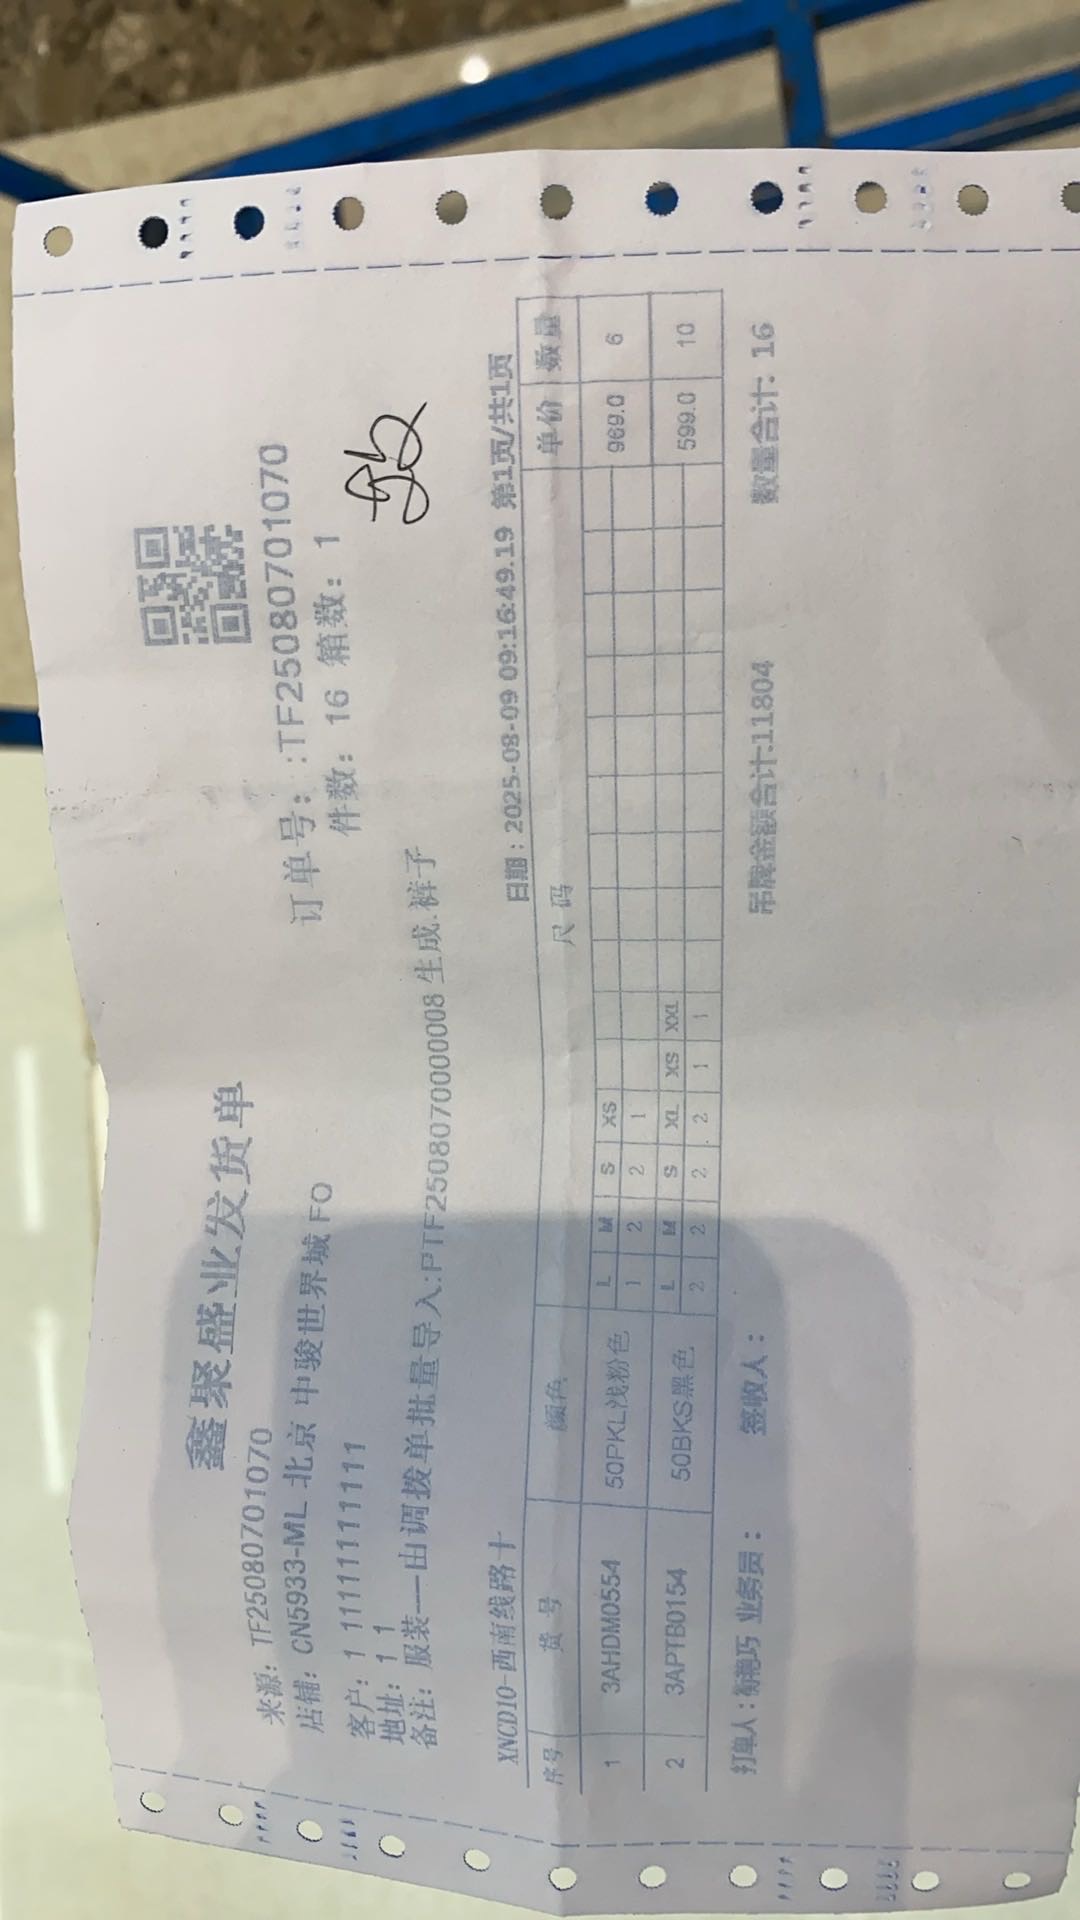 鑫聚盛业发货单
来源: TF2508070 1070
订单号: :TF2508070 1070
店铺: CN5933-ML 北京 中骏世界城 FO
件数: 16 箱数: 1
客户: 1 11111111111
地址: 1 1
备注: 服装——由调拨单批量导入:PTF2508070000008 生成.裤子
XNCD10-西南线路十
日期: 2025-08-09 09:16:49.19 第1页/共1页
序号 货号 颜色 尺码 单价 数量
1 3AHDM0554 50PKL浅粉色 L M S XS 969.0 6
1 2 2 1
2 3APTB0154 50BKS黑色 L M S XL XS XXL 599.0 10
2 2 2 2 1 1
打单人: 巧 业务员: 签收人: 吊牌金额合计:11804 数量合计: 16